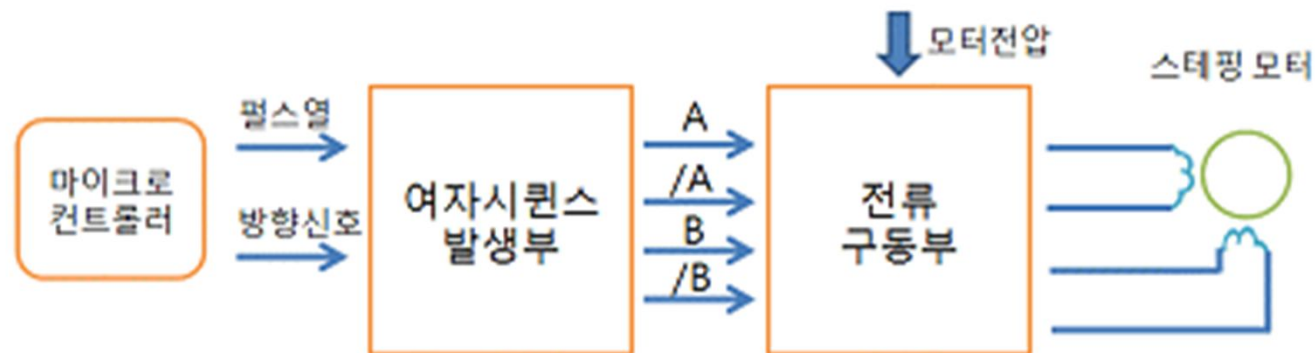 모터전압
스테핑 모터
펄스열
A
마이크로
컨트롤러
여자시퀸스
발생부
/A
전류
구동부
방향신호
B
/B